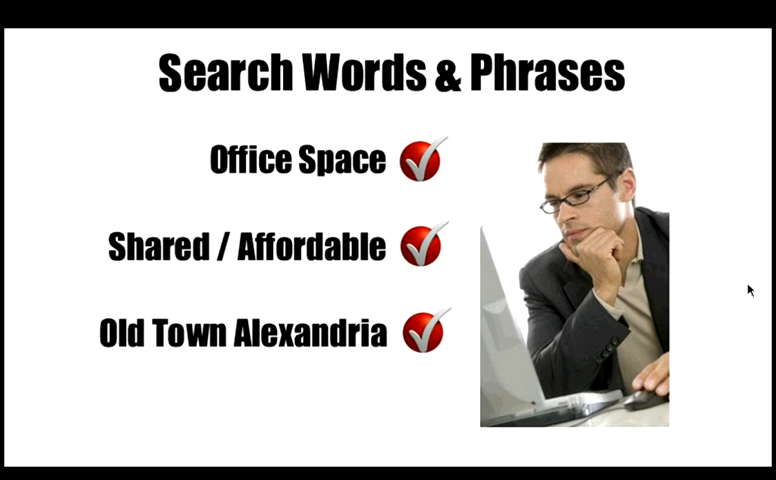 Search Words & Phrases
Office Space
Shared / Affordable
Old Town Alexandria